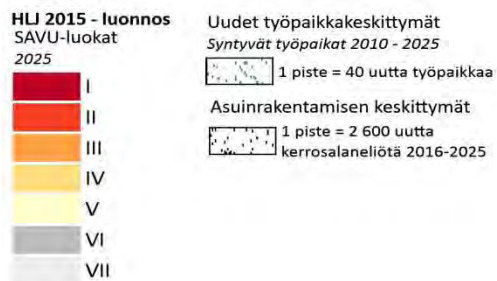 HLJ 2015 - luonnos
SAVU-luokat
2025
I
II
III
IV
V
VI
VII
Uudet työpaikkakeskittymät
Syntyvät työpaikat 2010 - 2025
1 piste = 40 uutta työpaikkaa
Asuinrakentamisen keskittymät
1 piste = 2 600 uutta
kerrosalaneliötä 2016-2025